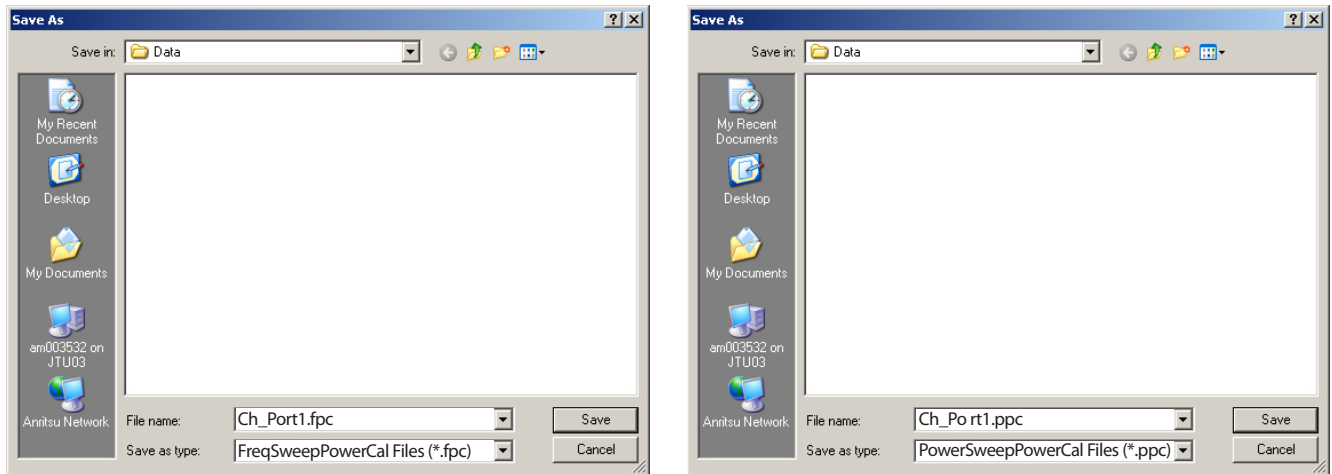 Save As
Save in:
Data
My Recent
Documents
Desktop
My Documents
am003532 on
JTU03
Anritsu Network
File name:
Ch_Port1.fpc
Save
Save as type:
FreqSweepPowerCal Files (*.fpc)
Cancel
Save As
Save in:
Data
My Recent
Documents
Desktop
My Documents
am003532 on
JTU03
Anritsu Network
File name:
Ch_Po rt1.ppc
Save
Save as type:
PowerSweepPowerCal Files (*.ppc)
Cancel